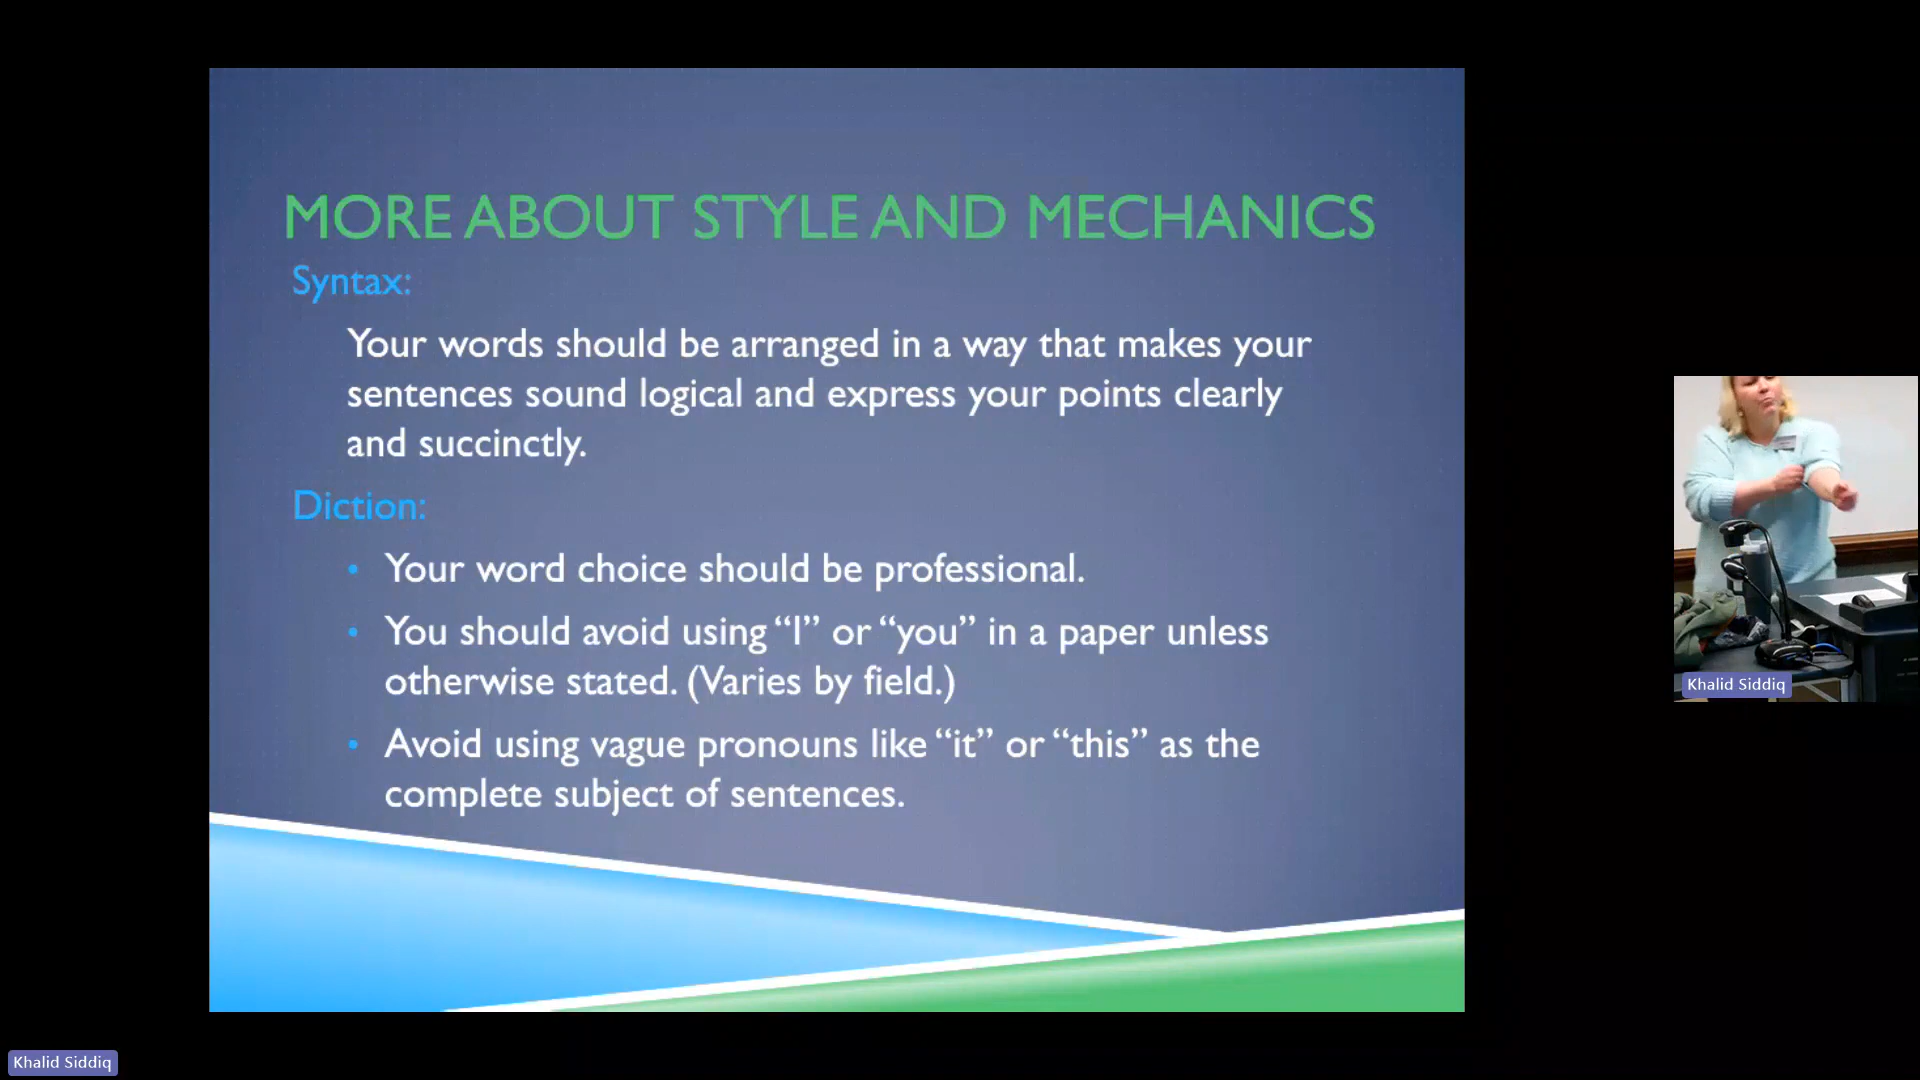 MORE ABOUT STYLE AND MECHANICS
Syntax:
Your words should be arranged in a way that makes your
sentences sound logical and express your points clearly
and succinctly.
Diction:
• Your word choice should be professional.
• You should avoid using “I” or “you” in a paper unless
otherwise stated. (Varies by field.)
• Avoid using vague pronouns like “it” or “this” as the
complete subject of sentences.
Khalid Siddiq
Khalid Siddiq